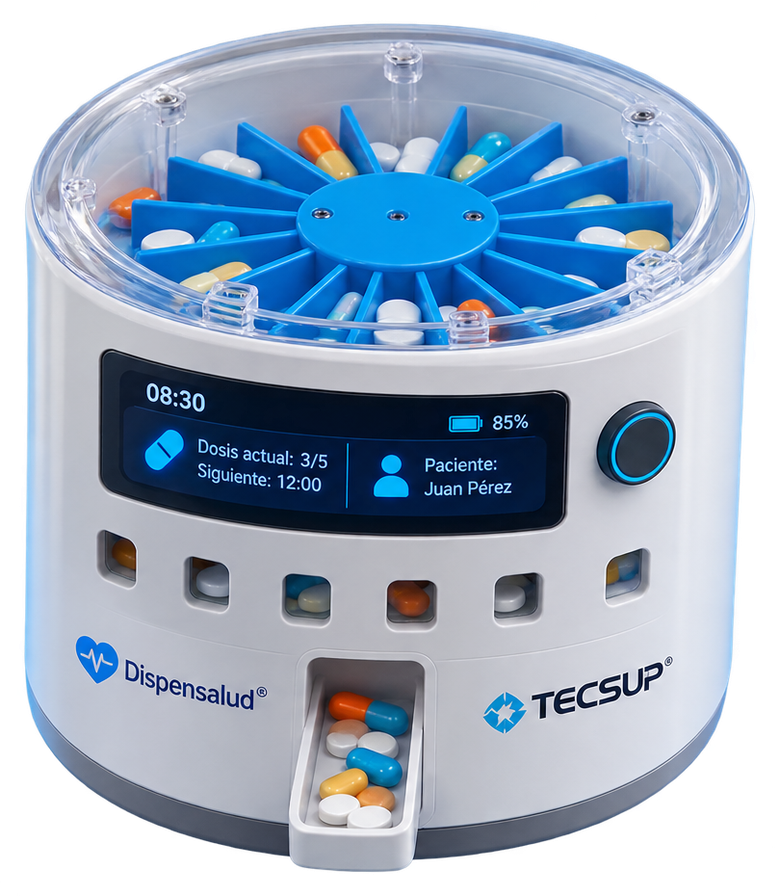 08:30
85%
Dosis actual: 3/5
Siguiente: 12:00
Paciente:
Juan Pérez
Dispensalud®
TECSUP®